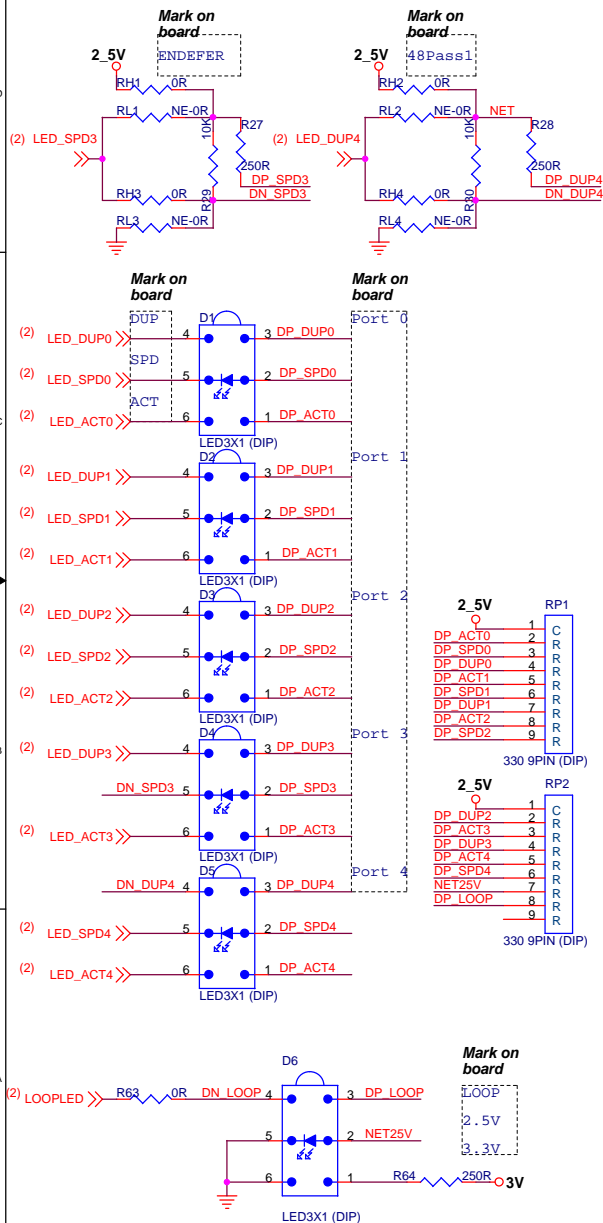 Mark on
board
ENDEFER
2_5V
RH1
0R
RL1
NE-0R
(2) LED_SPD3
10K
R27
250R
DP_SPD3
DN_SPD3
RH3
0R
R29
RL3
NE-0R
Mark on
board
48Pass1
2_5V
RH2
0R
RL2
NE-0R
NET
(2) LED_DUP4
10K
R28
250R
DP_DUP4
DN_DUP4
RH4
0R
R30
RL4
NE-0R
Mark on
board
Mark on
board
DUP
D1
Port 0
(2) LED_DUP0 4 3 DP_DUP0
SPD
(2) LED_SPD0 5 2 DP_SPD0
ACT
(2) LED_ACT0 6 1 DP_ACT0
LED3X1 (DIP)
D2
Port 1
(2) LED_DUP1 4 3 DP_DUP1
(2) LED_SPD1 5 2 DP_SPD1
(2) LED_ACT1 6 1 DP_ACT1
LED3X1 (DIP)
D3
Port 2
(2) LED_DUP2 4 3 DP_DUP2
(2) LED_SPD2 5 2 DP_SPD2
(2) LED_ACT2 6 1 DP_ACT2
LED3X1 (DIP)
D4
Port 3
(2) LED_DUP3 4 3 DP_DUP3
DN_SPD3 5 2 DP_SPD3
(2) LED_ACT3 6 1 DP_ACT3
LED3X1 (DIP)
D5
Port 4
DN_DUP4 4 3 DP_DUP4
(2) LED_SPD4 5 2 DP_SPD4
(2) LED_ACT4 6 1 DP_ACT4
LED3X1 (DIP)
2_5V
RP1
1 C
DP_ACT0 2 R
DP_SPD0 3 R
DP_DUP0 4 R
DP_ACT1 5 R
DP_SPD1 6 R
DP_DUP1 7 R
DP_ACT2 8 R
DP_SPD2 9 R
330 9PIN (DIP)
2_5V
RP2
1 C
DP_DUP2 2 R
DP_ACT3 3 R
DP_DUP3 4 R
DP_ACT4 5 R
DP_SPD4 6 R
NET25V 7 R
DP_LOOP 8 R
9 R
330 9PIN (DIP)
D6
Mark on
board
(2) LOOPLED R63 0R DN_LOOP 4 3 DP_LOOP
LOOP
5 2 NET25V
2.5V
3.3V
6 1 R64 250R 3V
LED3X1 (DIP)
C
B
A